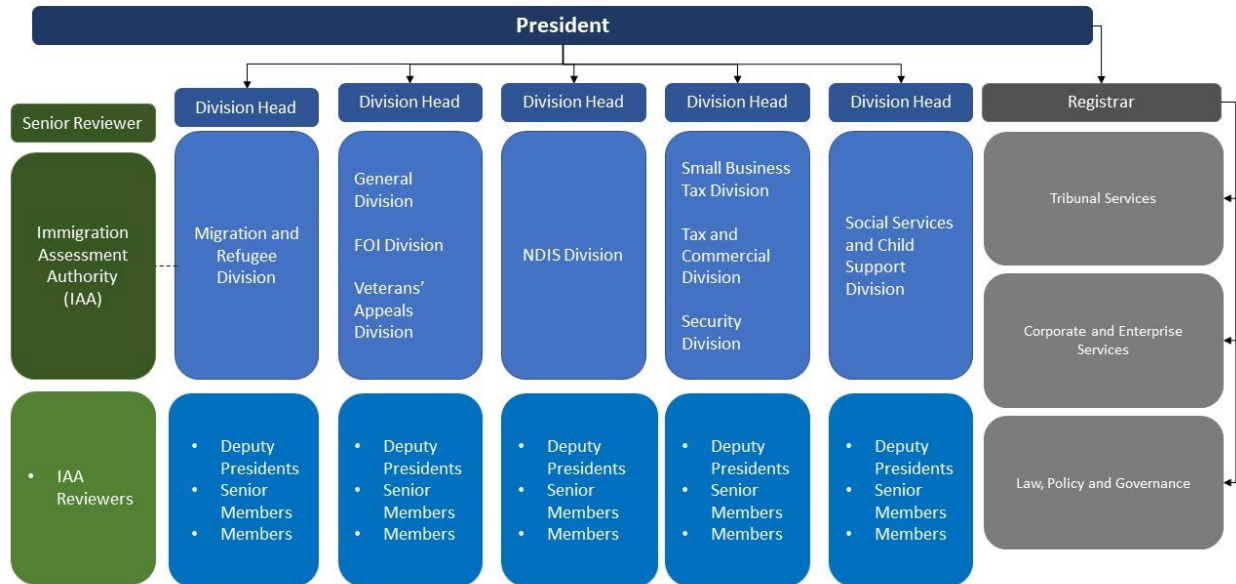 President
Senior Reviewer
Immigration
Assessment
Authority
(IAA)
• IAA
Reviewers
Division Head
Migration and
Refugee
Division
• Deputy
Presidents
• Senior
Members
• Members
Division Head
General
Division
FOI Division
Veterans’
Appeals
Division
• Deputy
Presidents
• Senior
Members
• Members
Division Head
NDIS Division
• Deputy
Presidents
• Senior
Members
• Members
Division Head
Small Business
Tax Division
Tax and
Commercial
Division
Security
Division
• Deputy
Presidents
• Senior
Members
• Members
Division Head
Social Services
and Child
Support
Division
• Deputy
Presidents
• Senior
Members
• Members
Registrar
Tribunal Services
Corporate and Enterprise
Services
Law, Policy and Governance